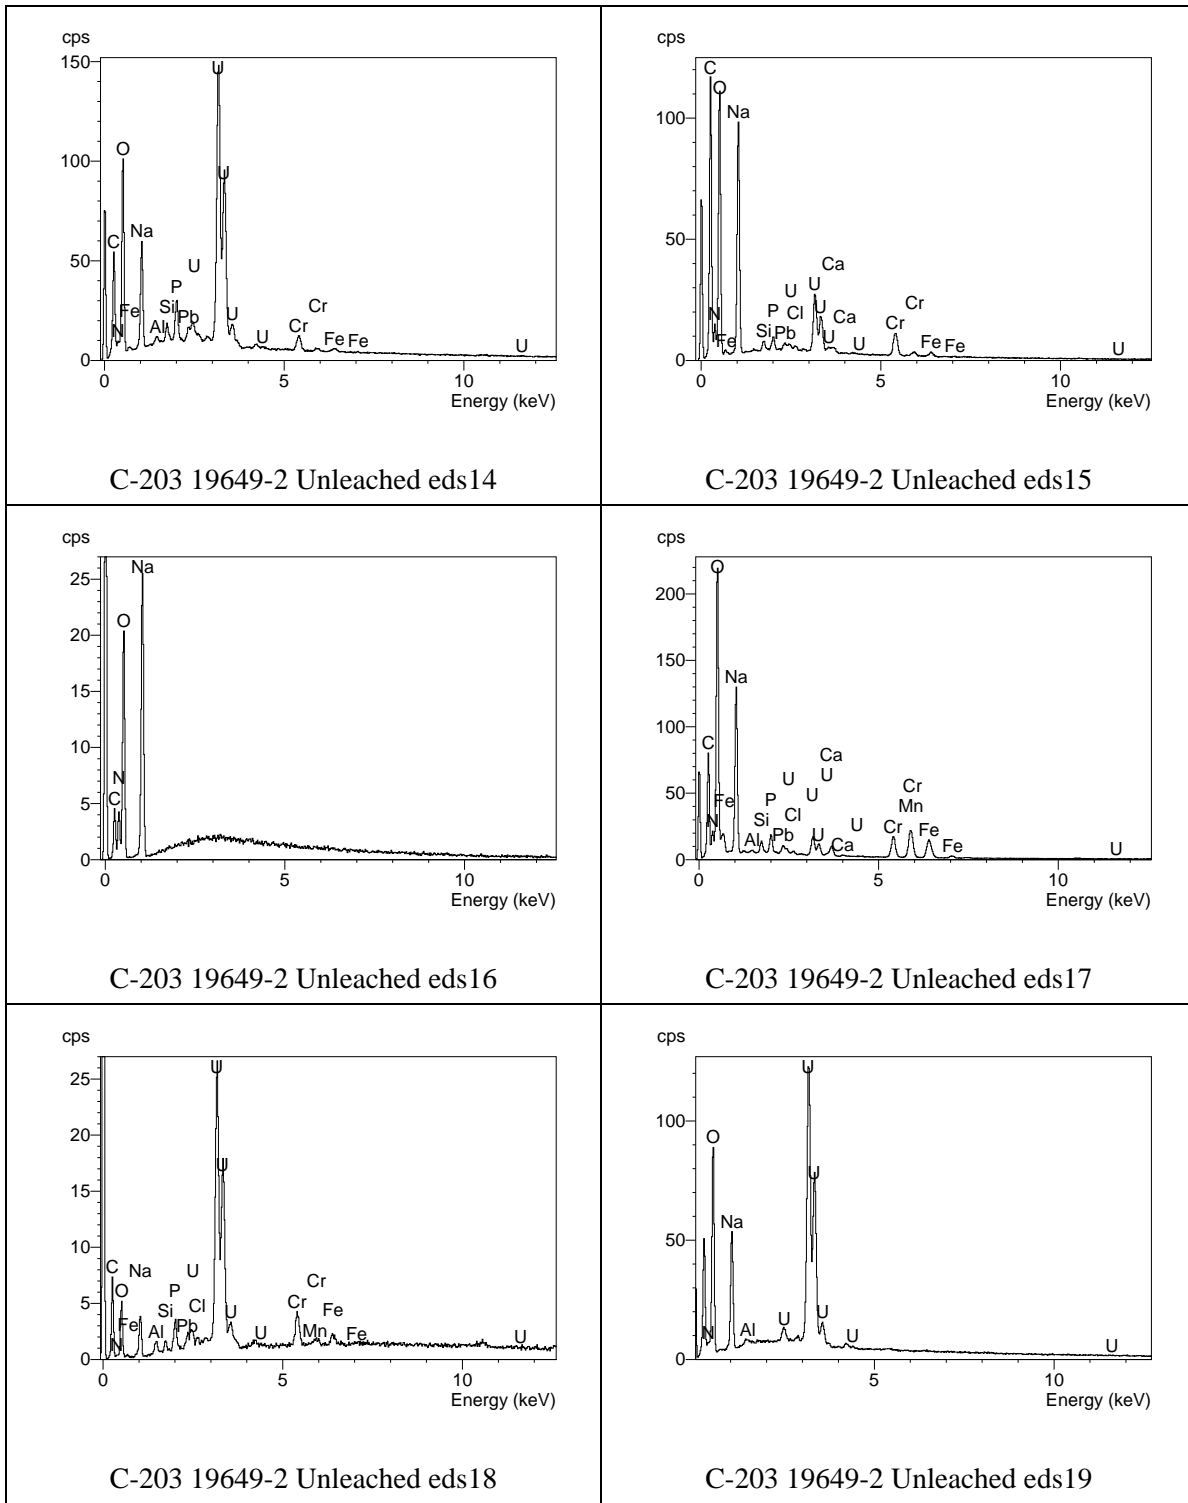 cps
150
100
50
0
U
O
U
Na
C
U
P
Fe
Si
Pb
Al
N
U
U
Cr
Cr
Fe Fe
U
0 5 10
Energy (keV)
C-203 19649-2 Unleached eds14
cps
100
50
0
C
O
Na
Ca
U
U
Cl
P
U
Ca
N
Si
Pb
Fe
U
U
Cr
Cr
Fe Fe
U
0 5 10
Energy (keV)
C-203 19649-2 Unleached eds15
cps
25
20
15
10
5
0
Na
O
N
C
0 5 10
Energy (keV)
C-203 19649-2 Unleached eds16
cps
200
150
100
50
0
O
Na
C
Ca
U
U
U
P
Fe
Cl
Si
N
Al
Pb
U
Ca
U
Cr
Mn
Cr
Fe
Fe
U
0 5 10
Energy (keV)
C-203 19649-2 Unleached eds17
cps
25
20
15
10
5
0
U
U
C
Na
U
O
P
Cl
Si
Fe
Pb
Al
N
U
U
Cr
Cr
Fe
Mn
Fe
U
0 5 10
Energy (keV)
C-203 19649-2 Unleached eds18
cps
100
50
0
U
O
U
Na
N
Al
U
U
U
U
5 10
Energy (keV)
C-203 19649-2 Unleached eds19